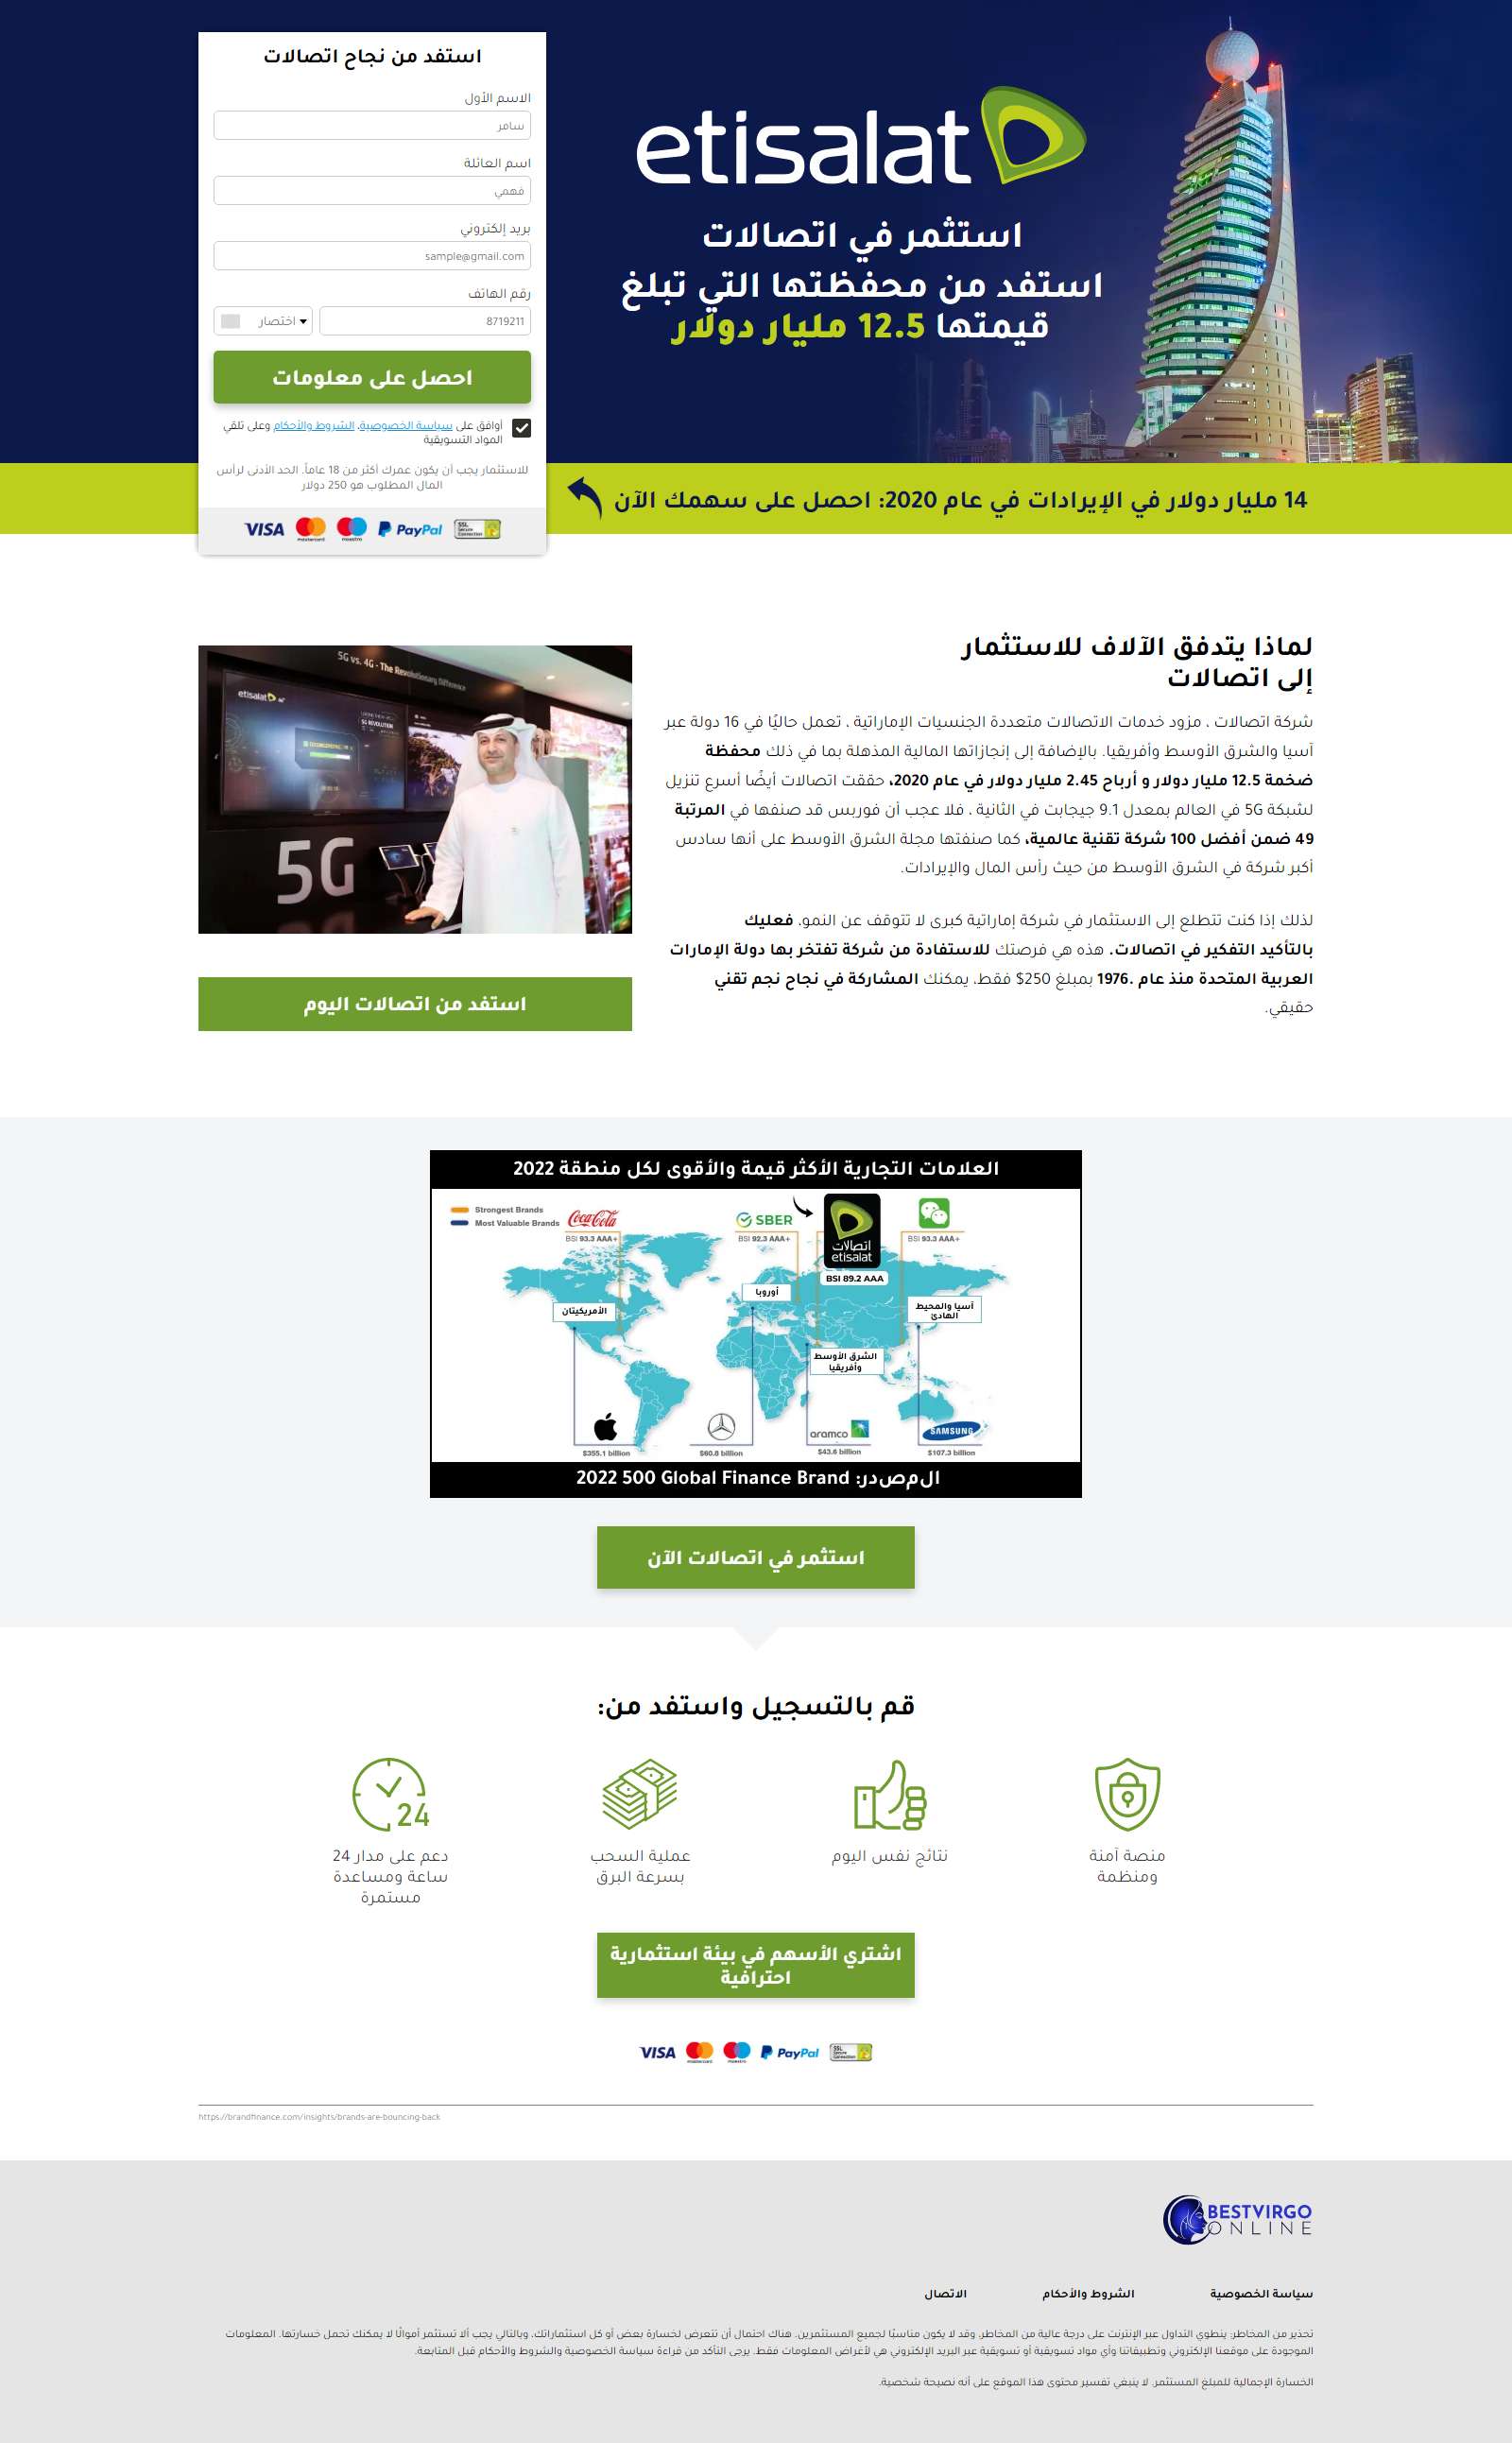 etisalat
استثمر في اتصالات
استفد من محفظتها التي تبلغ
قيمتها 12.5 مليار دولار
استفد من نجاح اتصالات
الاسم الأول
سامر
اسم العائلة
فهمي
بريد إلكتروني
sample@gmail.com
رقم الهاتف
8719211
اختصار
احصل على معلومات
أوافق على سياسة الخصوصية، الشروط والأحكام وعلى تلقي
المواد التسويقية
للاستثمار يجب أن يكون عمرك أكثر من 18 عاماً. الحد الأدنى لرأس
المال المطلوب هو 250 دولار
VISA mastercard maestro PayPal SSL Secure Connection
14 مليار دولار في الإيرادات في عام 2020: احصل على سهمك الآن
لماذا يتدفق الآلاف للاستثمار
إلى اتصالات
شركة اتصالات ، مزود خدمات الاتصالات متعددة الجنسيات الإماراتية ، تعمل حاليًا في 16 دولة عبر
آسيا والشرق الأوسط وأفريقيا. بالإضافة إلى إنجازاتها المالية المذهلة بما في ذلك محفظة
ضخمة 12.5 مليار دولار و أرباح 2.45 مليار دولار في عام 2020، حققت اتصالات أيضًا أسرع تنزيل
لشبكة 5G في العالم بمعدل 9.1 جيجابت في الثانية ، فلا عجب أن فوربس قد صنفها في المرتبة
49 ضمن أفضل 100 شركة تقنية عالمية، كما صنفتها مجلة الشرق الأوسط على أنها سادس
أكبر شركة في الشرق الأوسط من حيث رأس المال والإيرادات.
لذلك إذا كنت تتطلع إلى الاستثمار في شركة إماراتية كبرى لا تتوقف عن النمو، فعليك
بالتأكيد التفكير في اتصالات. هذه هي فرصتك للاستفادة من شركة تفتخر بها دولة الإمارات
العربية المتحدة منذ عام .1976 بمبلغ 250$ فقط، يمكنك المشاركة في نجاح نجم تقني
حقيقي.
5G vs. 4G - The Revolutionary Difference
etisalat
5G
استفد من اتصالات اليوم
العلامات التجارية الأكثر قيمة والأقوى لكل منطقة 2022
Strongest Brands
Most Valuable Brands
Coca-Cola
BSI 93.3 AAA+
SBER
BSI 92.3 AAA+
اتصالات
etisalat
BSI 89.2 AAA
BSI 93.3 AAA+
أوروبا
الأمريكيتان
آسيا والمحيط
الهادئ
الشرق الأوسط
وأفريقيا
aramco
SAMSUNG
$355.1 billion
$60.8 billion
$43.6 billion
$107.3 billion
المصدر: 2022 500 Global Finance Brand
استثمر في اتصالات الآن
قم بالتسجيل واستفد من:
منصة آمنة
ومنظمة
نتائج نفس اليوم
عملية السحب
بسرعة البرق
24
دعم على مدار 24
ساعة ومساعدة
مستمرة
اشتري الأسهم في بيئة استثمارية
احترافية
VISA mastercard maestro PayPal SSL Secure Connection
https://brandfinance.com/insights/brands-are-bouncing-back
BESTVIRGO
ONLINE
سياسة الخصوصية
الشروط والأحكام
الاتصال
تحذير من المخاطر: ينطوي التداول عبر الإنترنت على درجة عالية من المخاطر، وقد لا يكون مناسبًا لجميع المستثمرين. هناك احتمال أن تتعرض لخسارة بعض أو كل استثماراتك، وبالتالي يجب ألا تستثمر أموالًا لا يمكنك تحمل خسارتها. المعلومات
الموجودة على موقعنا الإلكتروني وتطبيقاتنا وأي مواد تسويقية أو تسويقية عبر البريد الإلكتروني هي لأغراض المعلومات فقط. يرجى التأكد من قراءة سياسة الخصوصية والشروط والأحكام قبل المتابعة.
الخسارة الإجمالية للمبلغ المستثمر. لا ينبغي تفسير محتوى هذا الموقع على أنه نصيحة شخصية.